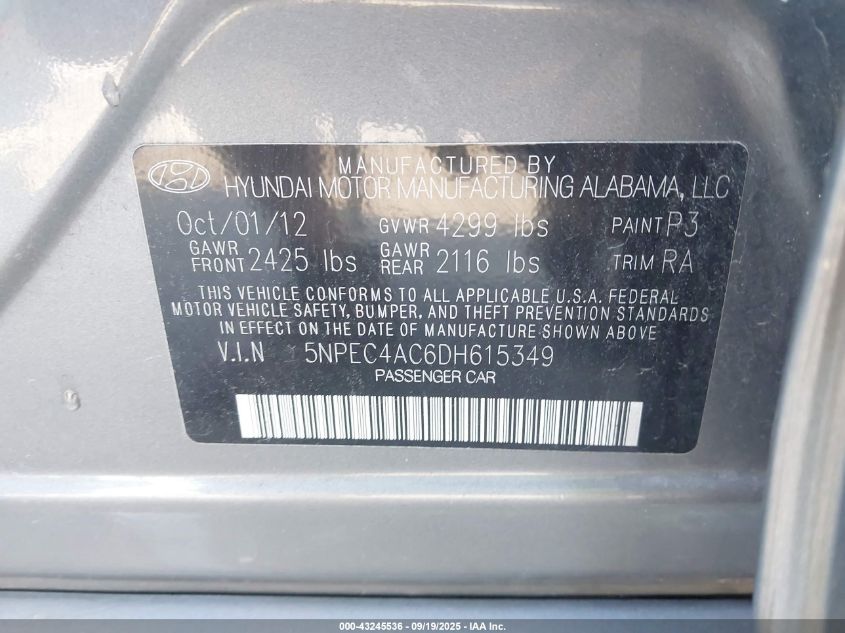 MANUFACTURED BY
HYUNDAI MOTOR MANUFACTURING ALABAMA, LLC
Oct/01/12 GVWR 4299 lbs PAINT P3
GAWR FRONT 2425 lbs GAWR REAR 2116 lbs TRIM RA
THIS VEHICLE CONFORMS TO ALL APPLICABLE U.S.A. FEDERAL
MOTOR VEHICLE SAFETY, BUMPER, AND THEFT PREVENTION STANDARDS
IN EFFECT ON THE DATE OF MANUFACTURE SHOWN ABOVE
V.I.N 5NPEC4AC6DH615349
PASSENGER CAR
000-43245536 - 09/19/2025 - IAA Inc.